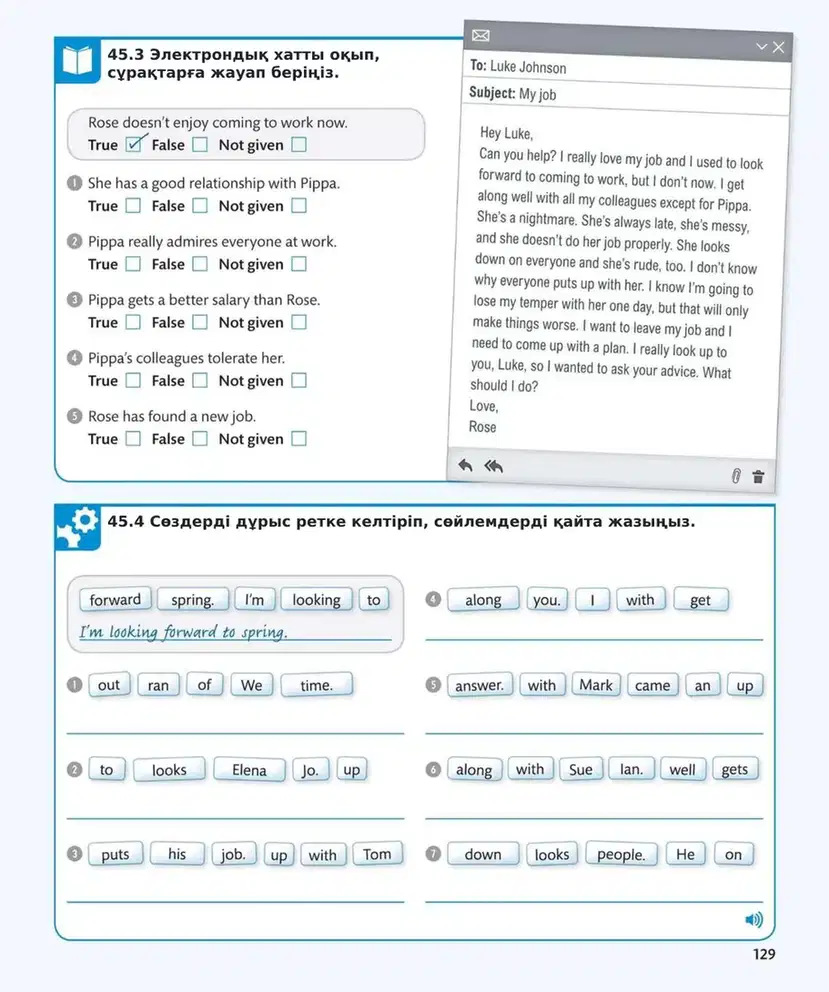 45.3 Электрондық хатты оқып,
сұрақтарға жауап беріңіз.
Rose doesn't enjoy coming to work now.
True False Not given
1 She has a good relationship with Pippa.
True False Not given
2 Pippa really admires everyone at work.
True False Not given
3 Pippa gets a better salary than Rose.
True False Not given
4 Pippa's colleagues tolerate her.
True False Not given
5 Rose has found a new job.
True False Not given
To: Luke Johnson
Subject: My job
Hey Luke,
Can you help? I really love my job and I used to look
forward to coming to work, but I don't now. I get
along well with all my colleagues except for Pippa.
She's a nightmare. She's always late, she's messy,
and she doesn't do her job properly. She looks
down on everyone and she's rude, too. I don't know
why everyone puts up with her. I know I'm going to
lose my temper with her one day, but that will only
make things worse. I want to leave my job and I
need to come up with a plan. I really look up to
you, Luke, so I wanted to ask your advice. What
should I do?
Love,
Rose
45.4 Сөздерді дұрыс ретке келтіріп, сөйлемдерді қайта жазыңыз.
forward spring. I'm looking to
I'm looking forward to spring.
1 out ran of We time.
2 to looks Elena Jo. up
3 puts his job. up with Tom
4 along you. I with get
5 answer. with Mark came an up
6 along with Sue Ian. well gets
7 down looks people. He on
129